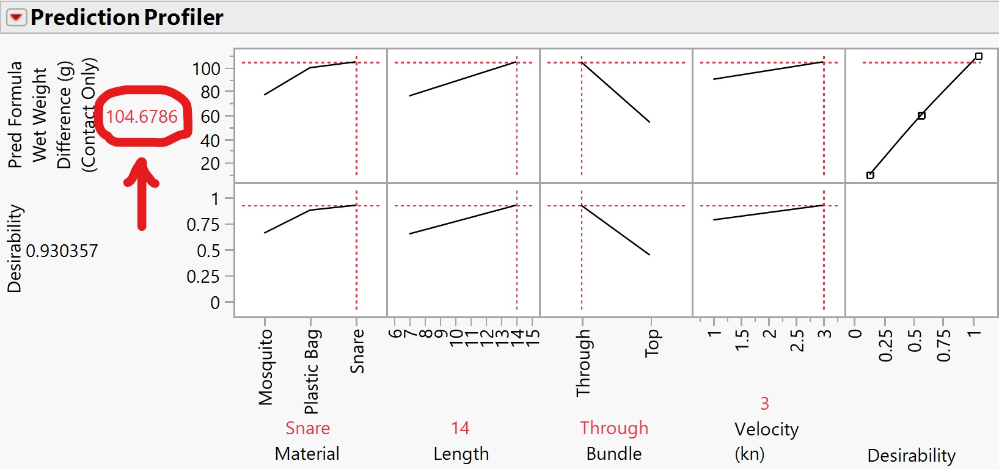 Prediction Profiler
Pred Formula
Wet Weight
Difference (g)
(Contact Only)
104.6786
100
80
60
40
20
Desirability
0.930357
1
0.75
0.5
0.25
0
Mosquito
Plastic Bag
Snare
6
7
8
9
10
11
12
13
14
15
Through
Top
1
1.5
2
2.5
3
0
0.25
0.5
0.75
1
Snare
Material
14
Length
Through
Bundle
3
Velocity
(kn)
Desirability